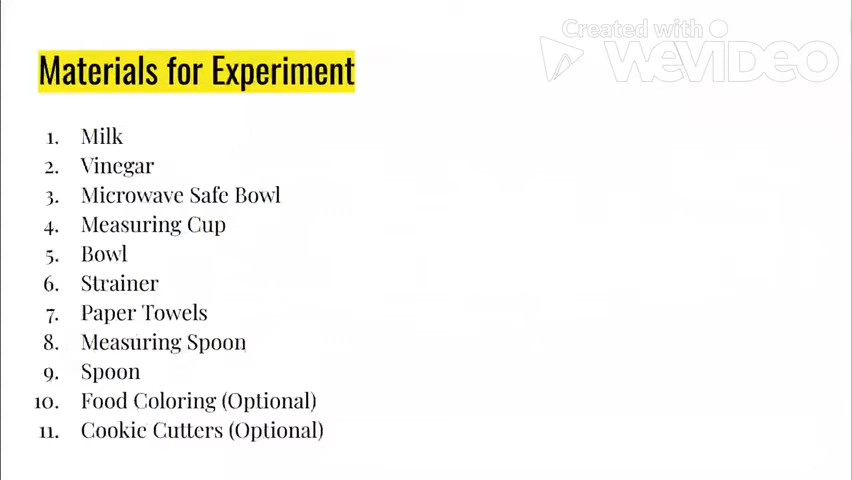 Created with
WEVIDEO
Materials for Experiment
1. Milk
2. Vinegar
3. Microwave Safe Bowl
4. Measuring Cup
5. Bowl
6. Strainer
7. Paper Towels
8. Measuring Spoon
9. Spoon
10. Food Coloring (Optional)
11. Cookie Cutters (Optional)